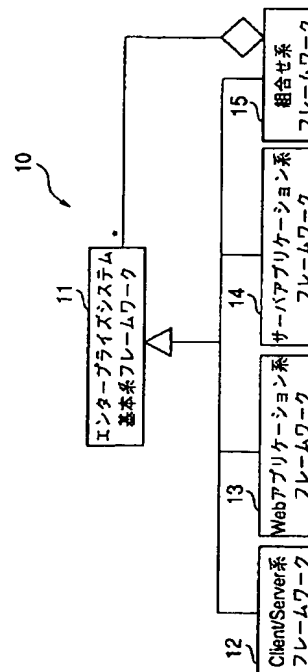 10
11
エンタープライズシステム
基本系フレームワーク
*
12
Client/Server系
フレームワーク
13
Webアプリケーション系
フレームワーク
14
サーバアプリケーション系
フレームワーク
15
組合せ系
フレームワーク